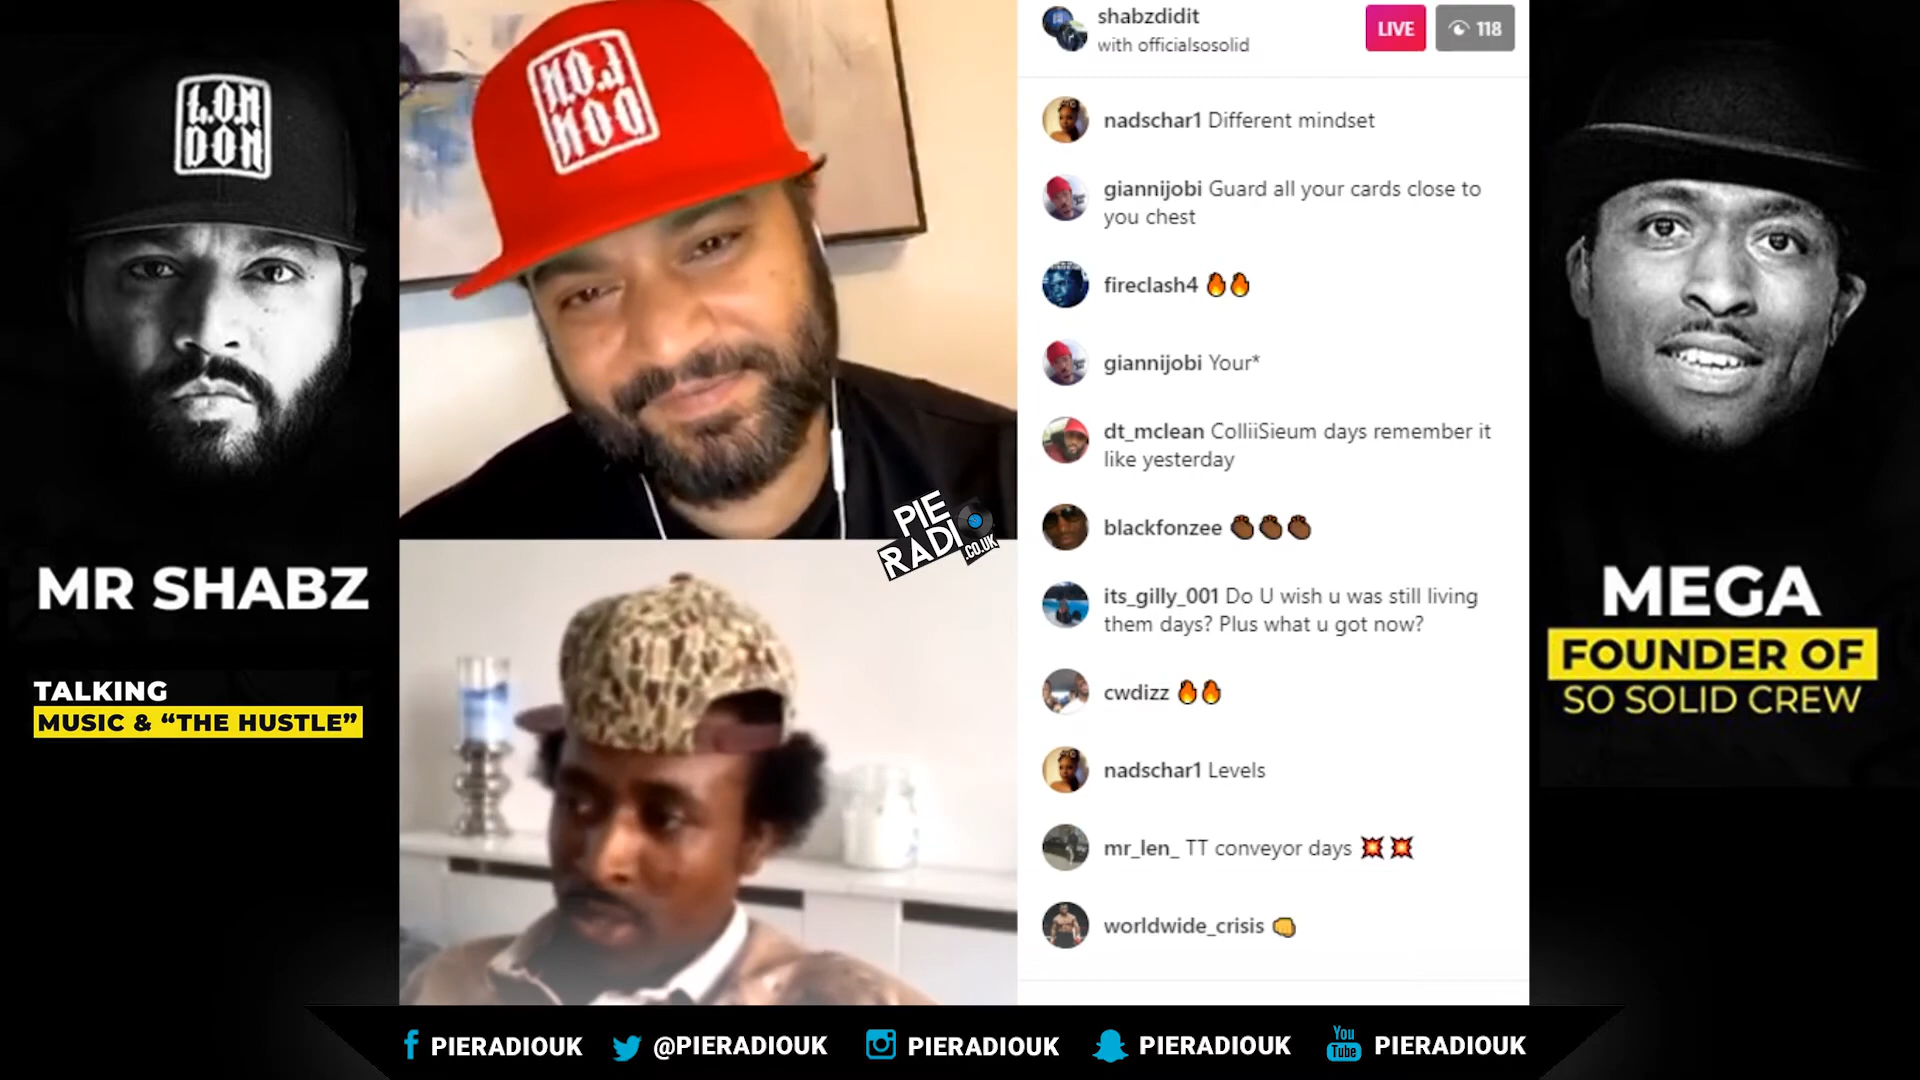 LON
DON
MR SHABZ
TALKING
MUSIC & “THE HUSTLE”
LON
DON
PIE
RADIO
.CO.UK
shabzdidit
with officialsosolid
LIVE
118
nadschar1 Different mindset
giannijobi Guard all your cards close to
you chest
fireclash4 🔥🔥
giannijobi Your*
dt_mclean ColliiSieum days remember it
like yesterday
blackfonzee 👏🏾👏🏾👏🏾
its_gilly_001 Do U wish u was still living
them days? Plus what u got now?
cwdizz 🔥🔥
nadschar1 Levels
mr_len_ TT conveyor days 💥💥
worldwide_crisis 👊
MEGA
FOUNDER OF
SO SOLID CREW
f PIERADIOUK
@PIERADIOUK
PIERADIOUK
PIERADIOUK
You
Tube
PIERADIOUK